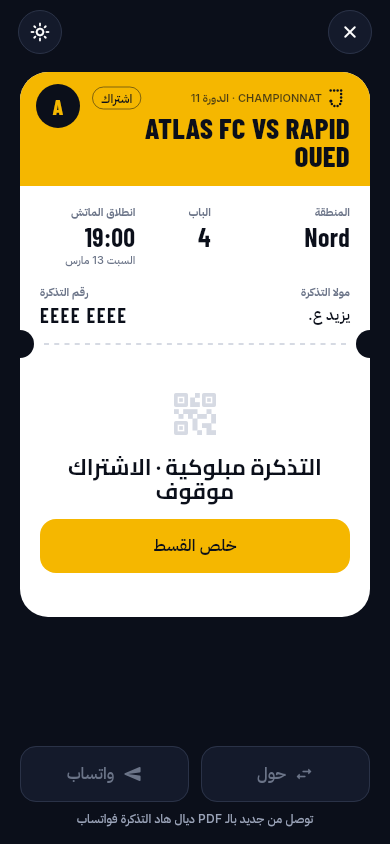 CHAMPIONNAT · الدورة 11
اشتراك
A
ATLAS FC VS RAPID
OUED
المنطقة
Nord
الباب
4
انطلاق الماتش
19:00
السبت 13 مارس
مولا التذكرة
يزيد ع.
رقم التذكرة
EEEE EEEE
التذكرة مبلوكية · الاشتراك
موقوف
خلص القسط
حول
واتساب
توصل من جديد بالـ PDF ديال هاد التذكرة فواتساب